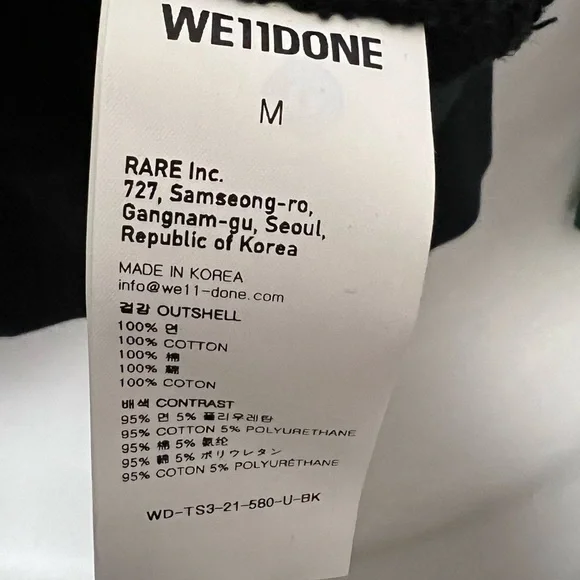 WE11DONE
M
RARE Inc.
727, Samseong-ro,
Gangnam-gu, Seoul,
Republic of Korea
MADE IN KOREA
info@we11-done.com
겉감 OUTSHELL
100% 면
100% COTTON
100% 棉
100% 綿
100% COTON
배색 CONTRAST
95% 면 5% 폴리우레탄
95% COTTON 5% POLYURETHANE
95% 棉 5% 氨纶
95% 綿 5% ポリウレタン
95% COTON 5% POLYURÉTHANE
WD-TS3-21-580-U-BK